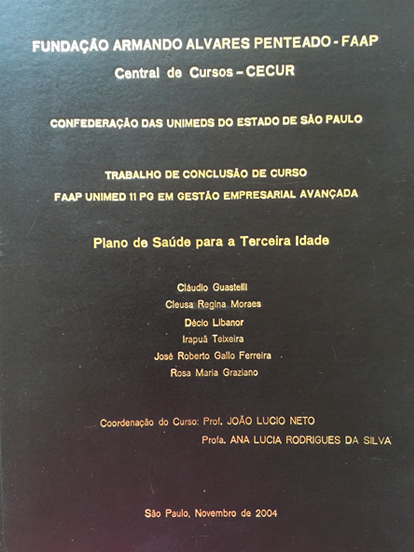 FUNDAÇÃO ARMANDO ALVARES PENTEADO - FAAP
Central de Cursos - CECUR
CONFEDERAÇÃO DAS UNIMEDS DO ESTADO DE SÃO PAULO
TRABALHO DE CONCLUSÃO DE CURSO
FAAP UNIMED 11 PG EM GESTÃO EMPRESARIAL AVANÇADA
Plano de Saúde para a Terceira Idade
Cláudio Guastelli
Cleusa Regina Moraes
Décio Libanor
Irapuã Teixeira
José Roberto Gallo Ferreira
Rosa Maria Graziano
Coordenação do Curso: Prof. JOÃO LUCIO NETO
Profa. ANA LUCIA RODRIGUES DA SILVA
São Paulo, Novembro de 2004